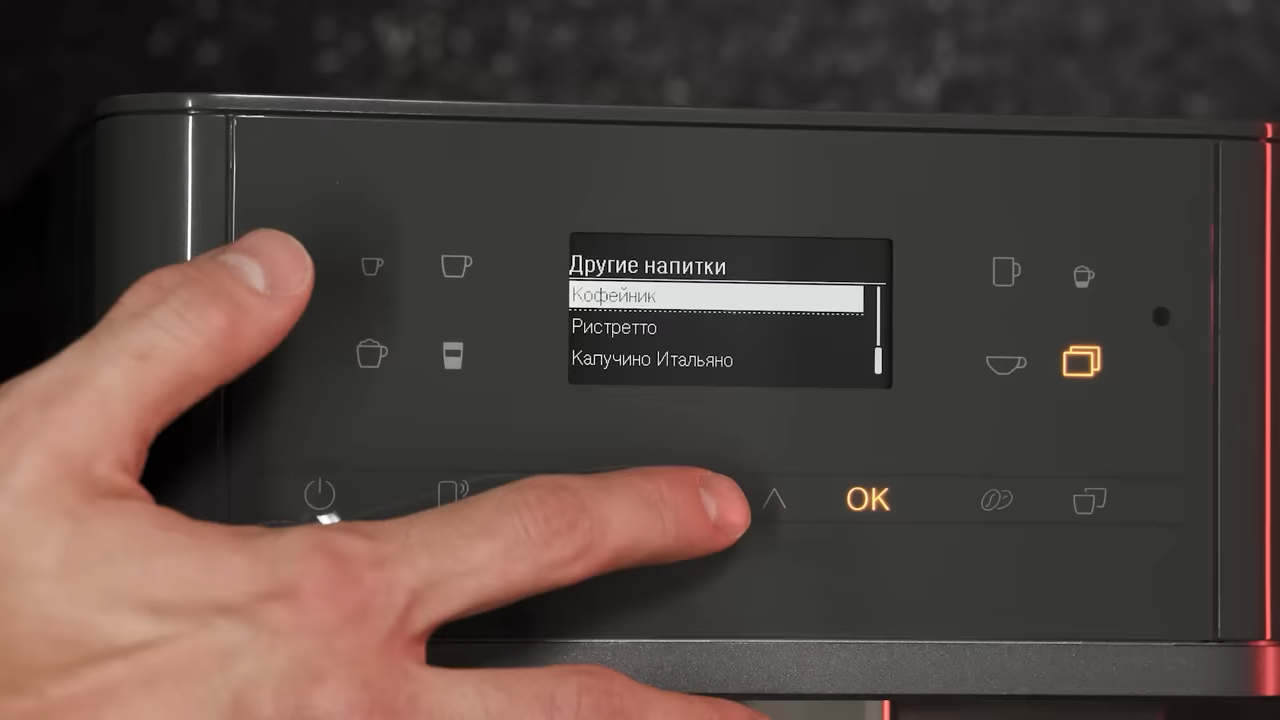 Другие напитки
Кофейник
Ристретто
Капучино Итальяно
OK